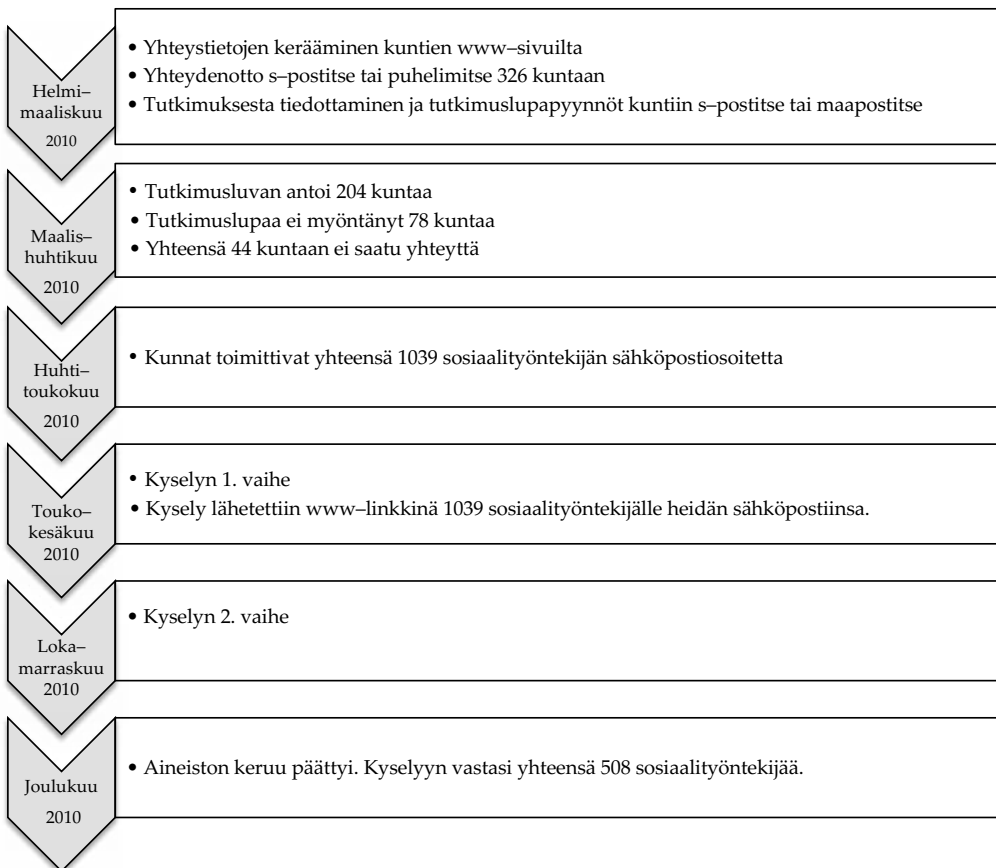 Helmi–
maaliskuu
2010
• Yhteystietojen kerääminen kuntien www–sivuilta
• Yhteydenotto s–postitse tai puhelimitse 326 kuntaan
• Tutkimuksesta tiedottaminen ja tutkimuslupapyynnöt kuntiin s–postitse tai maapostitse
Maalis–
huhtikuu
2010
• Tutkimusluvan antoi 204 kuntaa
• Tutkimuslupaa ei myöntänyt 78 kuntaa
• Yhteensä 44 kuntaan ei saatu yhteyttä
Huhti–
toukokuu
2010
• Kunnat toimittivat yhteensä 1039 sosiaalityöntekijän sähköpostiosoitetta
Touko–
kesäkuu
2010
• Kyselyn 1. vaihe
• Kysely lähetettiin www–linkkinä 1039 sosiaalityöntekijälle heidän sähköpostiinsa.
Loka–
marraskuu
2010
• Kyselyn 2. vaihe
Joulukuu
2010
• Aineiston keruu päättyi. Kyselyyn vastasi yhteensä 508 sosiaalityöntekijää.